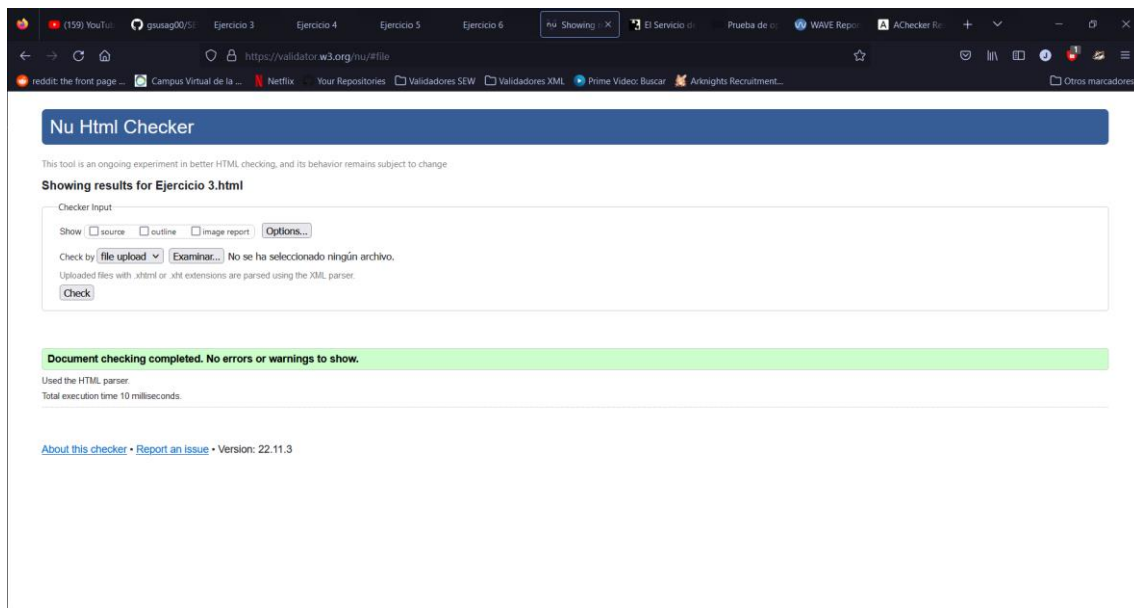 (159) YouTu
gsusag00/SE
Ejercicio 3
Ejercicio 4
Ejercicio 5
Ejercicio 6
nü Showing
El Servicio d
Prueba de
WAVE Repo
AChecker Re
https://validator.w3.org/nu/#file
reddit: the front page ... Campus Virtual de la ... Netflix Your Repositories Validadores SEW Validadores XML Prime Video: Buscar Arknights Recruitment... Otros marcadores
Nu Html Checker
This tool is an ongoing experiment in better HTML checking, and its behavior remains subject to change
Showing results for Ejercicio 3.html
Checker Input
Show source outline image report Options...
Check by file upload Examinar... No se ha seleccionado ningún archivo.
Uploaded files with .xhtml or .xht extensions are parsed using the XML parser.
Check
Document checking completed. No errors or warnings to show.
Used the HTML parser.
Total execution time 10 milliseconds.
About this checker • Report an issue • Version: 22.11.3